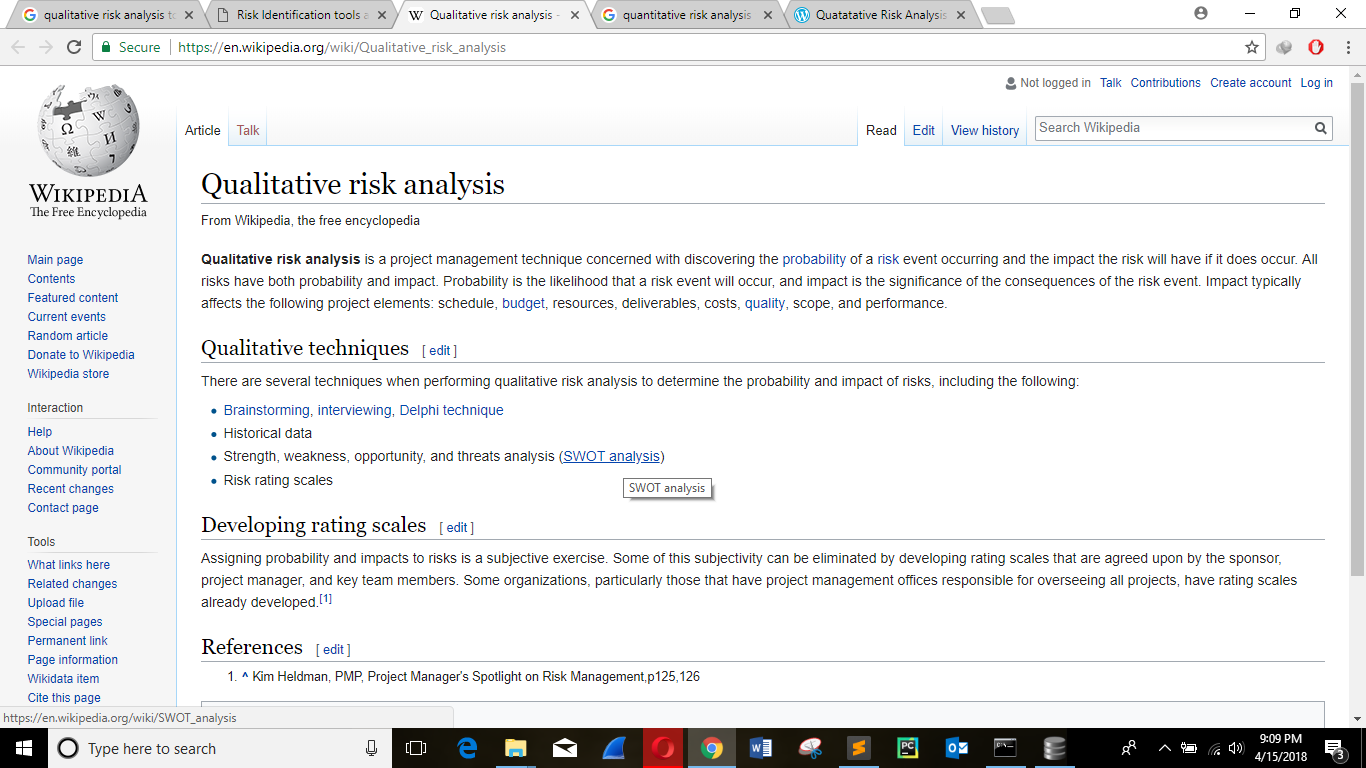 qualitative risk analysis to
Risk Identification tools a
Qualitative risk analysis -
quantitative risk analysis
Quatatative Risk Analysis
Secure
https://en.wikipedia.org/wiki/Qualitative_risk_analysis
Not logged in Talk Contributions Create account Log in
Article Talk
Read Edit View history
Search Wikipedia
WIKIPEDIA
The Free Encyclopedia
Main page
Contents
Featured content
Current events
Random article
Donate to Wikipedia
Wikipedia store
Interaction
Help
About Wikipedia
Community portal
Recent changes
Contact page
Tools
What links here
Related changes
Upload file
Special pages
Permanent link
Page information
Wikidata item
Cite this page
Qualitative risk analysis
From Wikipedia, the free encyclopedia
Qualitative risk analysis is a project management technique concerned with discovering the probability of a risk event occurring and the impact the risk will have if it does occur. All
risks have both probability and impact. Probability is the likelihood that a risk event will occur, and impact is the significance of the consequences of the risk event. Impact typically
affects the following project elements: schedule, budget, resources, deliverables, costs, quality, scope, and performance.
Qualitative techniques [ edit ]
There are several techniques when performing qualitative risk analysis to determine the probability and impact of risks, including the following:
Brainstorming, interviewing, Delphi technique
Historical data
Strength, weakness, opportunity, and threats analysis (SWOT analysis)
Risk rating scales
SWOT analysis
Developing rating scales [ edit ]
Assigning probability and impacts to risks is a subjective exercise. Some of this subjectivity can be eliminated by developing rating scales that are agreed upon by the sponsor,
project manager, and key team members. Some organizations, particularly those that have project management offices responsible for overseeing all projects, have rating scales
already developed.[1]
References [ edit ]
1. ^ Kim Heldman, PMP, Project Manager's Spotlight on Risk Management,p125,126
https://en.wikipedia.org/wiki/SWOT_analysis
Type here to search
9:09 PM
4/15/2018
3